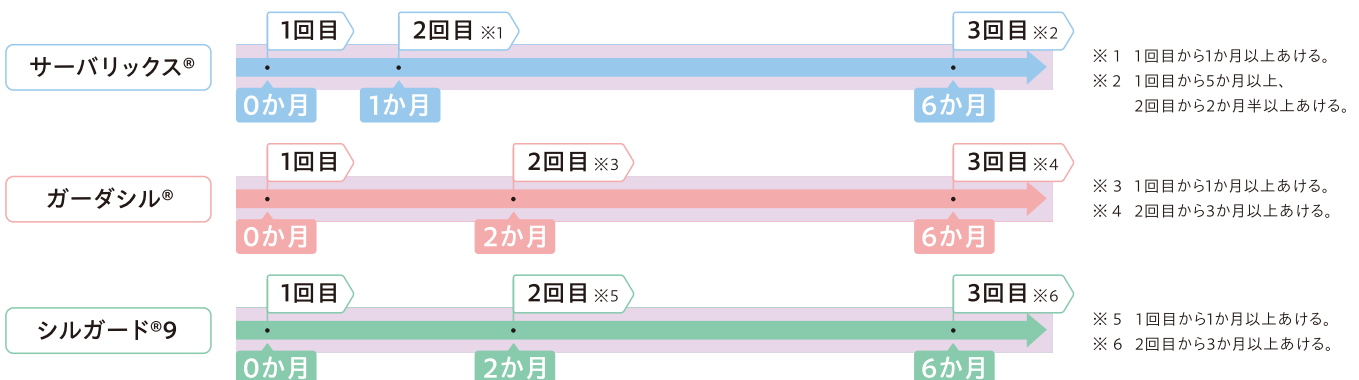 1回目
2回目 ※1
3回目 ※2
サーバリックス®
0か月
1か月
6か月
※1 1回目から1か月以上あける。
※2 1回目から5か月以上、
2回目から2か月半以上あける。
1回目
2回目 ※3
3回目 ※4
ガーダシル®
0か月
2か月
6か月
※3 1回目から1か月以上あける。
※4 2回目から3か月以上あける。
1回目
2回目 ※5
3回目 ※6
シルガード®9
0か月
2か月
6か月
※5 1回目から1か月以上あける。
※6 2回目から3か月以上あける。